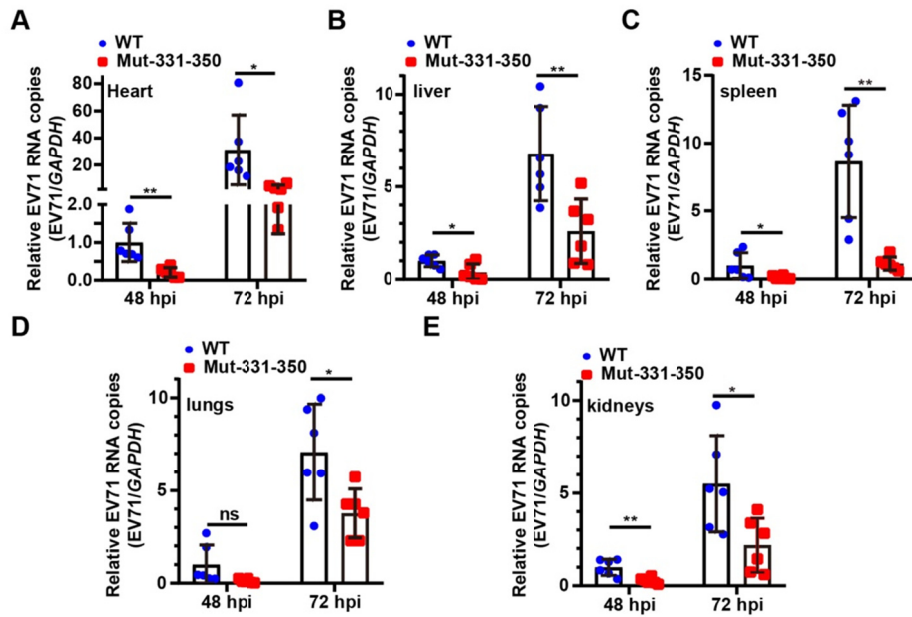 A
WT
Mut-331-350
Heart
Relative EV71 RNA copies
(EV71/GAPDH)
80
60
40
20
2.0
1.0
0.0
**
*
48 hpi
72 hpi
B
WT
Mut-331-350
liver
Relative EV71 RNA copies
(EV71/GAPDH)
10
5
0
*
**
48 hpi
72 hpi
C
WT
Mut-331-350
spleen
Relative EV71 RNA copies
(EV71/GAPDH)
15
10
5
0
*
**
48 hpi
72 hpi
D
WT
Mut-331-350
lungs
Relative EV71 RNA copies
(EV71/GAPDH)
10
5
0
ns
*
48 hpi
72 hpi
E
WT
Mut-331-350
kidneys
Relative EV71 RNA copies
(EV71/GAPDH)
10
5
0
**
*
48 hpi
72 hpi